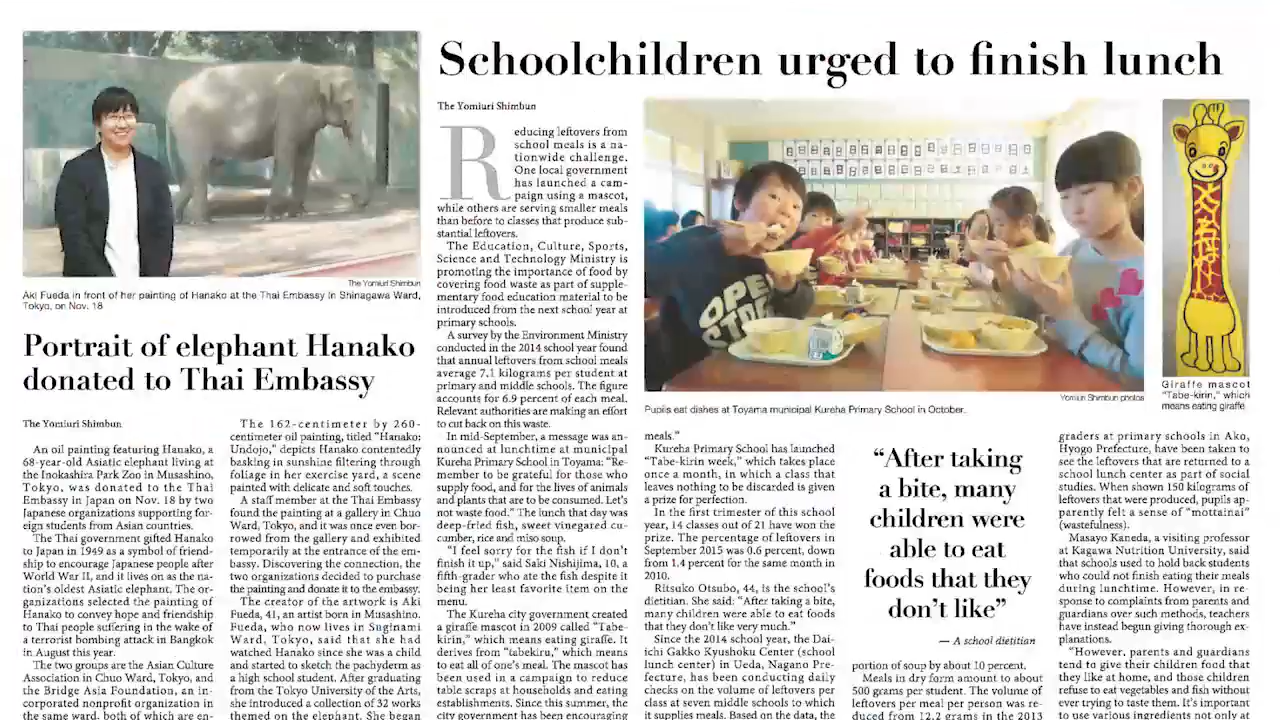 The Yomiuri Shimbun
Aki Fueda in front of her painting of Hanako at the Thai Embassy in Shinagawa Ward,
Tokyo, on Nov. 18
Portrait of elephant Hanako
donated to Thai Embassy
The Yomiuri Shimbun
An oil painting featuring Hanako, a
68-year-old Asiatic elephant living at
the Inokashira Park Zoo in Musashino,
Tokyo, was donated to the Thai
Embassy in Japan on Nov. 18 by two
Japanese organizations supporting for-
eign students from Asian countries.
The Thai government gifted Hanako
to Japan in 1949 as a symbol of friend-
ship to encourage Japanese people after
World War II, and it lives on as the na-
tion's oldest Asiatic elephant. The or-
ganizations selected the painting of
Hanako to convey hope and friendship
to Thai people suffering in the wake of
a terrorist bombing attack in Bangkok
in August this year.
The two groups are the Asian Culture
Association in Chuo Ward, Tokyo, and
the Bridge Asia Foundation, an in-
corporated nonprofit organization in
the same ward, both of which are en-
The 162-centimeter by 260-
centimeter oil painting, titled "Hanako:
Undojo," depicts Hanako contentedly
basking in sunshine filtering through
foliage in her exercise yard, a scene
painted with delicate and soft touches.
A staff member at the Thai Embassy
found the painting at a gallery in Chuo
Ward, Tokyo, and it was once even bor-
rowed from the gallery and exhibited
temporarily at the entrance of the em-
bassy. Discovering the connection, the
two organizations decided to purchase
the painting and donate it to the embassy.
The creator of the artwork is Aki
Fueda, 41, an artist born in Musashino.
Fueda, who now lives in Suginami
Ward, Tokyo, said that she had
watched Hanako since she was a child
and started to sketch the pachyderm as
a high school student. After graduating
from the Tokyo University of the Arts,
she introduced a collection of 32 works
themed on the elephant. She began
Schoolchildren urged to finish lunch
The Yomiuri Shimbun
Reducing leftovers from
school meals is a na-
tionwide challenge.
One local government
has launched a cam-
paign using a mascot,
while others are serving smaller meals
than before to classes that produce sub-
stantial leftovers.
The Education, Culture, Sports,
Science and Technology Ministry is
promoting the importance of food by
covering food waste as part of supple-
mentary food education material to be
introduced from the next school year at
primary schools.
A survey by the Environment Ministry
conducted in the 2014 school year found
that annual leftovers from school meals
average 7.1 kilograms per student at
primary and middle schools. The figure
accounts for 6.9 percent of each meal.
Relevant authorities are making an effort
to cut back on this waste.
In mid-September, a message was an-
nounced at lunchtime at municipal
Kureha Primary School in Toyama: "Re-
member to be grateful for those who
supply food, and for the lives of animals
and plants that are to be consumed. Let's
not waste food." The lunch that day was
deep-fried fish, sweet vinegared cu-
cumber, rice and miso soup.
"I feel sorry for the fish if I don't
finish it up," said Saki Nishijima, 10, a
fifth-grader who ate the fish despite it
being her least favorite item on the
menu.
The Kureha city government created
a giraffe mascot in 2009 called "Tabe-
kirin," which means eating giraffe. It
derives from "tabekiru," which means
to eat all of one's meal. The mascot has
been used in a campaign to reduce
table scraps at households and eating
establishments. Since this summer, the
city government has been encouraging
OPEN
Yomiuri Shimbun photos
Pupils eat dishes at Toyama municipal Kureha Primary School in October.
Giraffe mascot
"Tabe-kirin," which
means eating giraffe
meals."
Kureha Primary School has launched
"Tabe-kirin week," which takes place
once a month, in which a class that
leaves nothing to be discarded is given
a prize for perfection.
In the first trimester of this school
year, 14 classes out of 21 have won the
prize. The percentage of leftovers in
September 2015 was 0.6 percent, down
from 1.4 percent for the same month in
2010.
Ritsuko Otsubo, 44, is the school's
dietitian. She said: "After taking a bite,
many children were able to eat foods
that they don't like very much."
Since the 2014 school year, the Dai-
ichi Gakko Kyushoku Center (school
lunch center) in Ueda, Nagano Pre-
fecture, has been conducting daily
checks on the volume of leftovers per
class at seven middle schools to which
it supplies meals. Based on the data, the
"After taking
a bite, many
children were
able to eat
foods that they
don't like"
— A school dietitian
portion of soup by about 10 percent.
Meals in dry form amount to about
500 grams per student. The volume of
leftovers per meal per person was re-
duced from 12.2 grams in the 2013
graders at primary schools in Ako,
Hyogo Prefecture, have been taken to
see the leftovers that are returned to a
school lunch center as part of social
studies. When shown 150 kilograms of
leftovers that were produced, pupils ap-
parently felt a sense of "mottainai"
(wastefulness).
Masayo Kaneda, a visiting professor
at Kagawa Nutrition University, said
that schools used to hold back students
who could not finish eating their meals
during lunchtime. However, in re-
sponse to complaints from parents and
guardians over such methods, teachers
have instead begun giving thorough ex-
planations.
"However, parents and guardians
tend to give their children food that
they like at home, and those children
refuse to eat vegetables and fish without
ever trying to taste them. It's important
to use various ingredients not only at